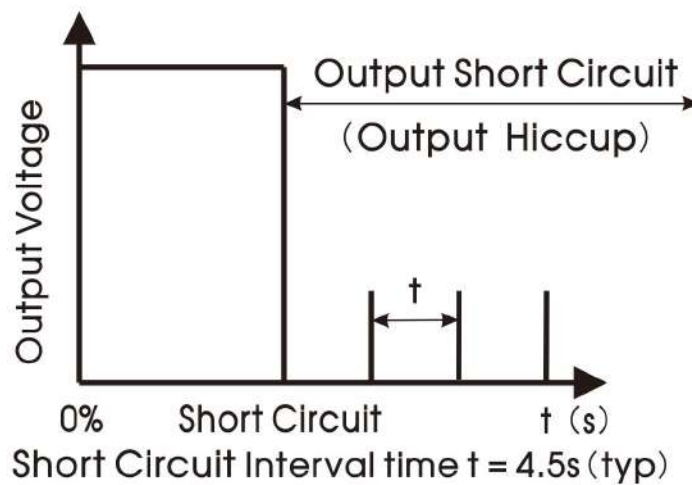 Output Voltage
Output Short Circuit
(Output Hiccup)
t
0% Short Circuit t (s)
Short Circuit Interval time t = 4.5s (typ)